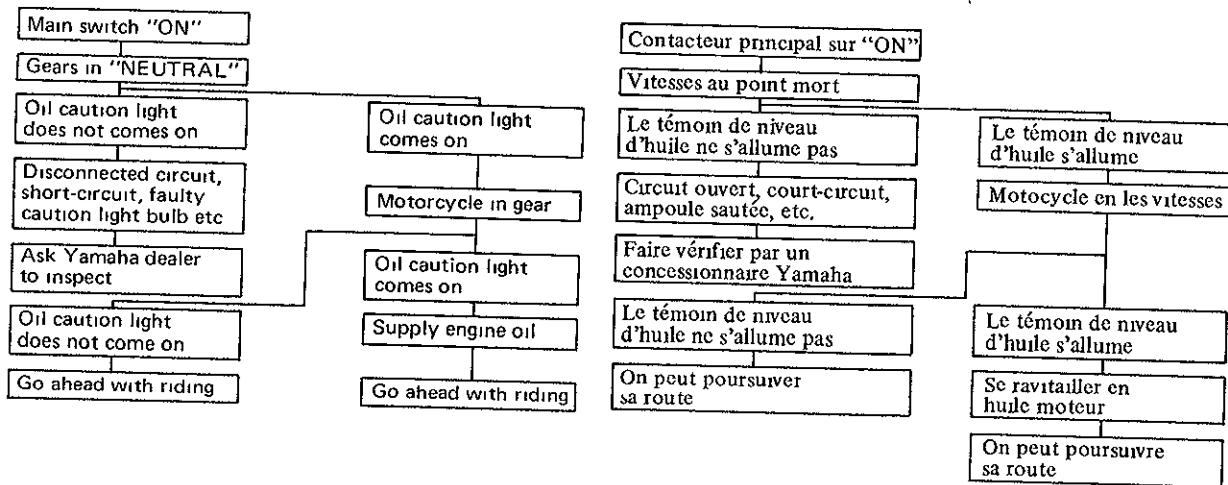 Main switch "ON"
Gears in "NEUTRAL"
Oil caution light
does not comes on
Disconnected circuit,
short-circuit, faulty
caution light bulb etc
Ask Yamaha dealer
to inspect
Oil caution light
does not come on
Go ahead with riding
Oil caution light
comes on
Motorcycle in gear
Oil caution light
comes on
Supply engine oil
Go ahead with riding
Contacteur principal sur "ON"
Vitesses au point mort
Le témoin de niveau
d'huile ne s'allume pas
Circuit ouvert, court-circuit,
ampoule sautée, etc.
Faire vérifier par un
concessionnaire Yamaha
Le témoin de niveau
d'huile ne s'allume pas
On peut poursuiver
sa route
Le témoin de niveau
d'huile s'allume
Motocycle en les vitesses
Le témoin de niveau
d'huile s'allume
Se ravitailler en
huile moteur
On peut poursuivre
sa route